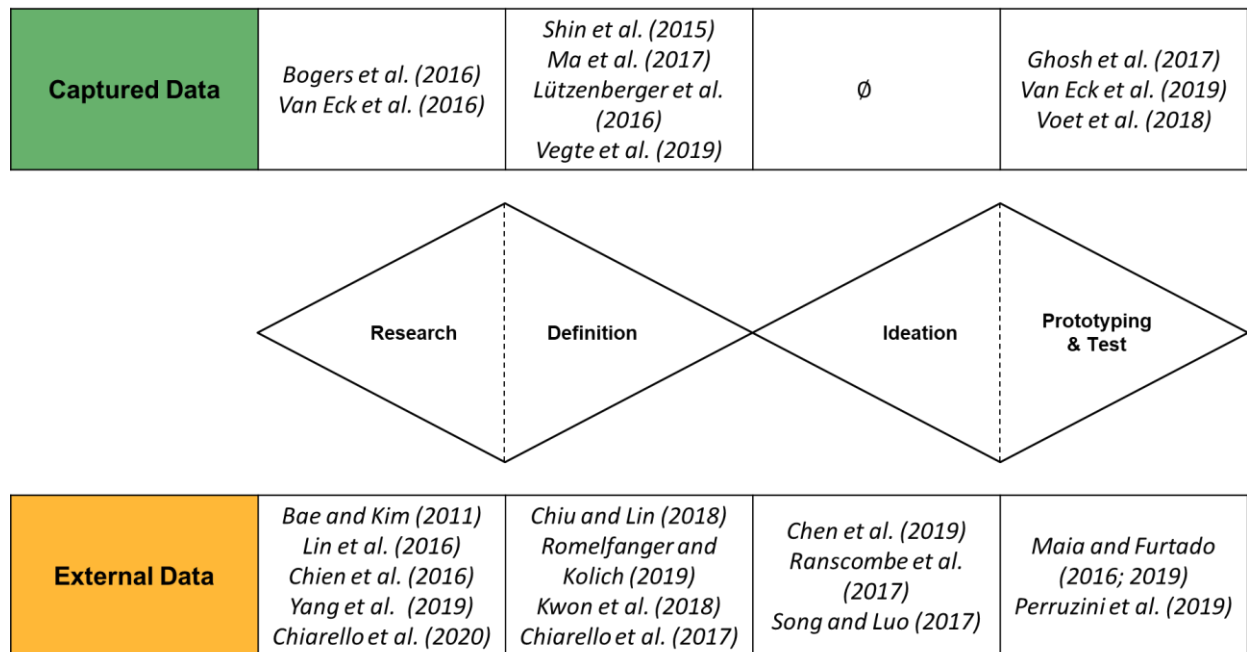 Captured Data
Bogers et al. (2016)
Van Eck et al. (2016)
Shin et al. (2015)
Ma et al. (2017)
Lützenberger et al.
(2016)
Vegte et al. (2019)
Ø
Ghosh et al. (2017)
Van Eck et al. (2019)
Voet et al. (2018)
Research
Definition
Ideation
Prototyping
& Test
External Data
Bae and Kim (2011)
Lin et al. (2016)
Chien et al. (2016)
Yang et al. (2019)
Chiarello et al. (2020)
Chiu and Lin (2018)
Romelfanger and
Kolich (2019)
Kwon et al. (2018)
Chiarello et al. (2017)
Chen et al. (2019)
Ranscombe et al.
(2017)
Song and Luo (2017)
Maia and Furtado
(2016; 2019)
Perruzini et al. (2019)